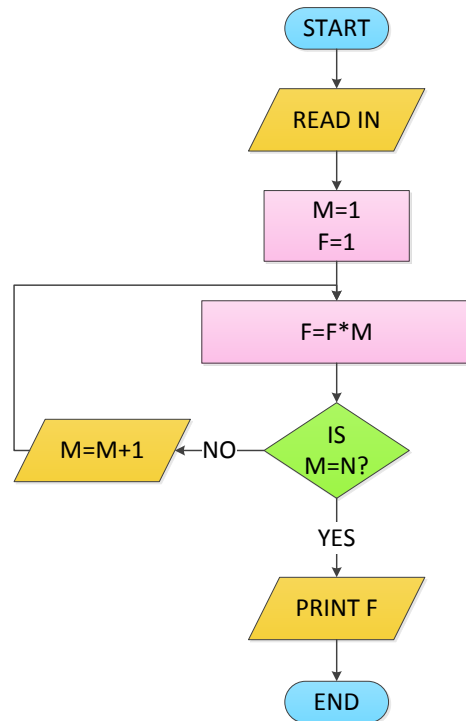 START
READ IN
M=1
F=1
F=F*M
IS
M=N?
NO
M=M+1
YES
PRINT F
END